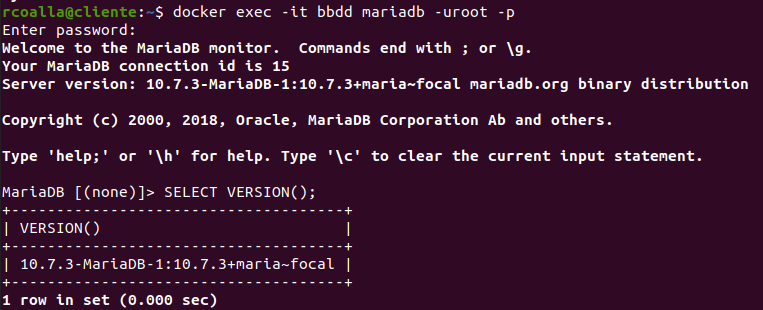 rcoalla@cliente:~$ docker exec -it bbdd mariadb -uroot -p
Enter password:
Welcome to the MariaDB monitor.  Commands end with ; or \g.
Your MariaDB connection id is 15
Server version: 10.7.3-MariaDB-1:10.7.3+maria~focal mariadb.org binary distribution

Copyright (c) 2000, 2018, Oracle, MariaDB Corporation Ab and others.

Type 'help;' or '\h' for help. Type '\c' to clear the current input statement.

MariaDB [(none)]> SELECT VERSION();
+-------------------------------------+
| VERSION()                           |
+-------------------------------------+
| 10.7.3-MariaDB-1:10.7.3+maria~focal |
+-------------------------------------+
1 row in set (0.000 sec)